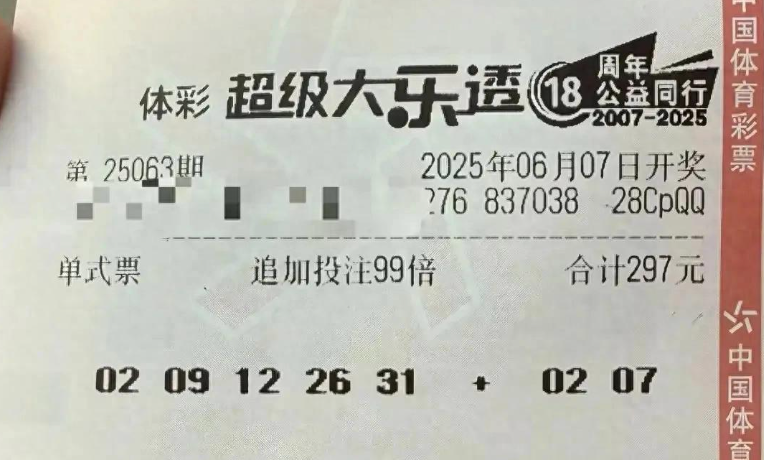 体彩 超级大乐透 18 周年
公益同行
2007-2025
第 25063期 2025年06月07日开奖
276 837038 28CpQQ
单式票 追加投注99倍 合计297元
02 09 12 26 31 + 02 07
中国体育彩票
中国体育